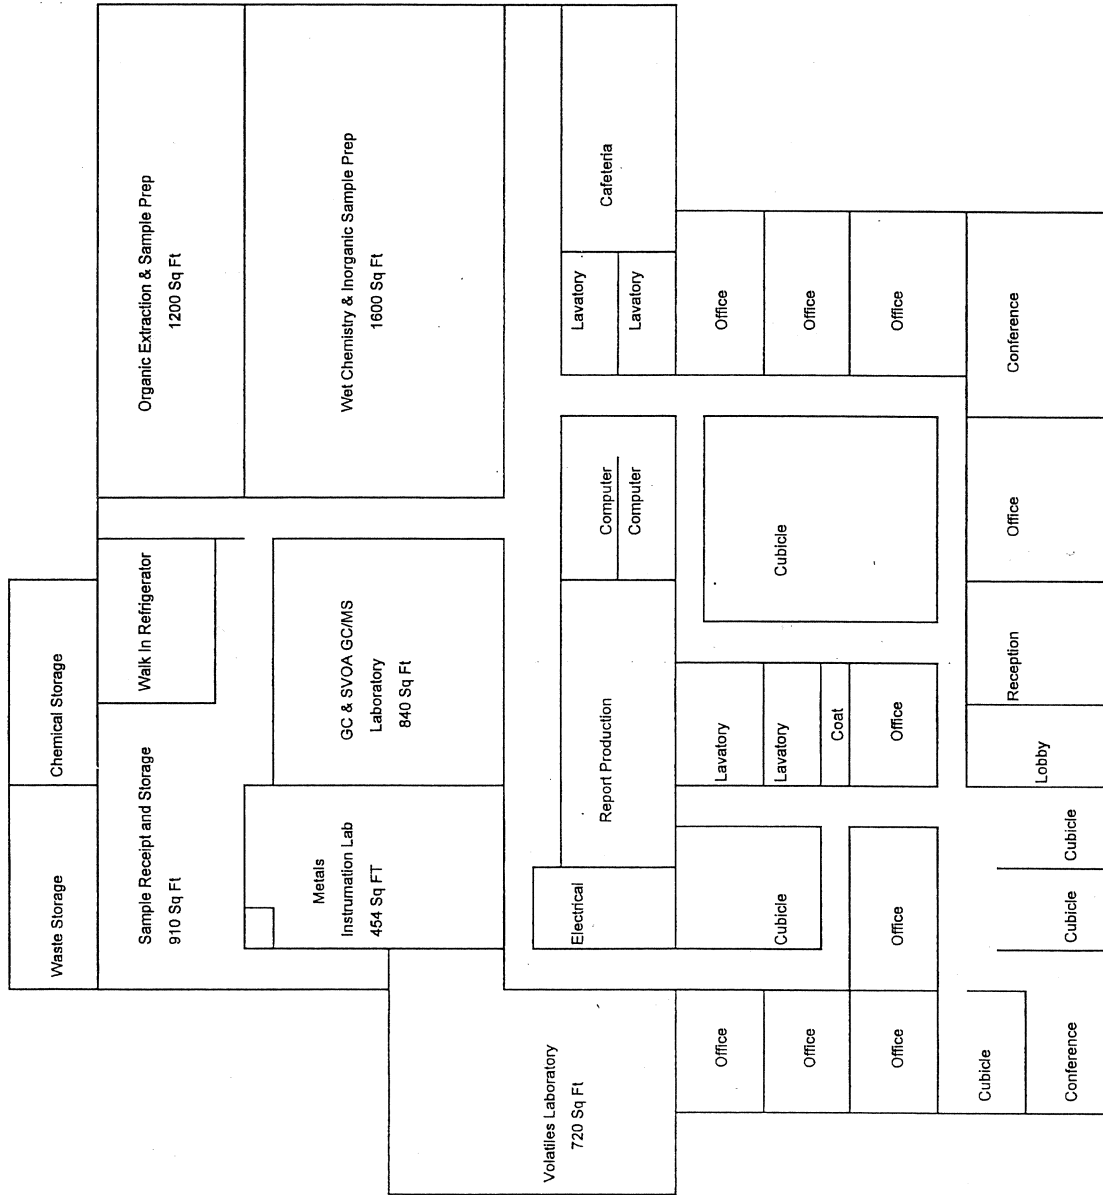 Waste Storage
Chemical Storage
Sample Receipt and Storage
910 Sq Ft
Walk In Refrigerator
Organic Extraction & Sample Prep
1200 Sq Ft
Metals
Instrumation Lab
454 Sq FT
GC & SVOA GC/MS
Laboratory
840 Sq Ft
Wet Chemistry & Inorganic Sample Prep
1600 Sq Ft
Volatiles Laboratory
720 Sq Ft
Electrical
Report Production
Computer
Computer
Lavatory
Lavatory
Cafeteria
Office
Office
Office
Cubicle
Office
Lavatory
Lavatory
Coat
Office
Cubicle
Office
Office
Office
Cubicle
Conference
Cubicle
Cubicle
Lobby
Reception
Office
Conference